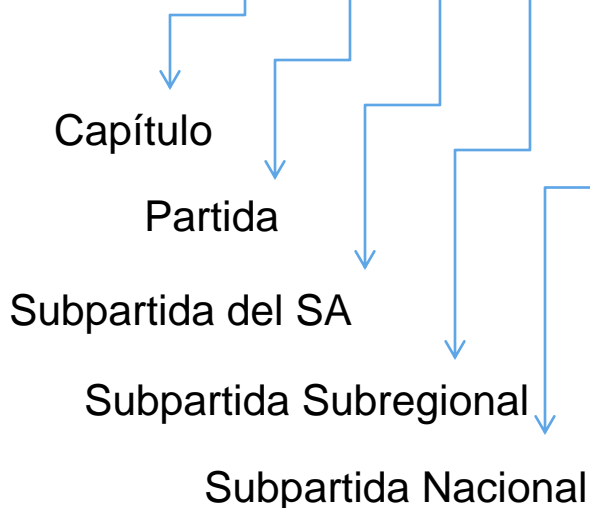 Capítulo
Partida
Subpartida del SA
Subpartida Subregional
Subpartida Nacional